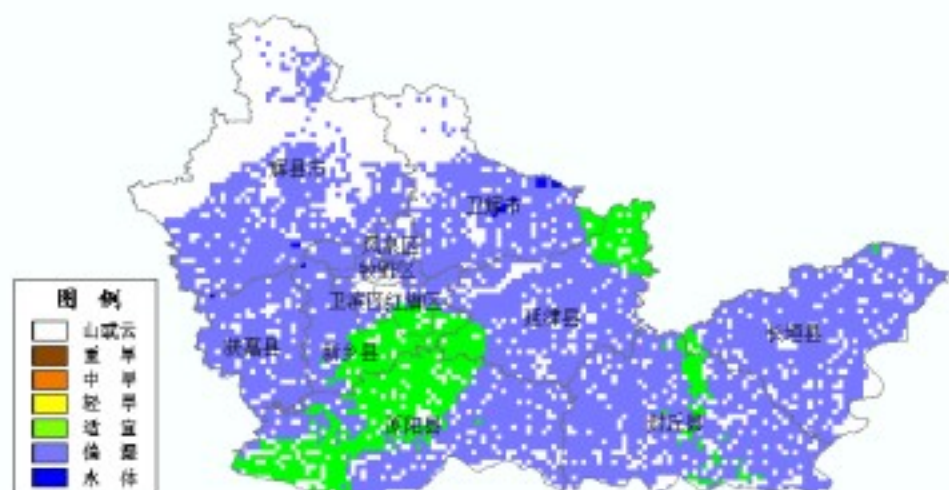 辉县市
卫辉市
凤泉区
牧野区
卫滨区红旗区
延津县
长垣县
获嘉县
新乡县
原阳县
封丘县
图 例
山或云
重 旱
中 旱
轻 旱
适 宜
偏 湿
水 体